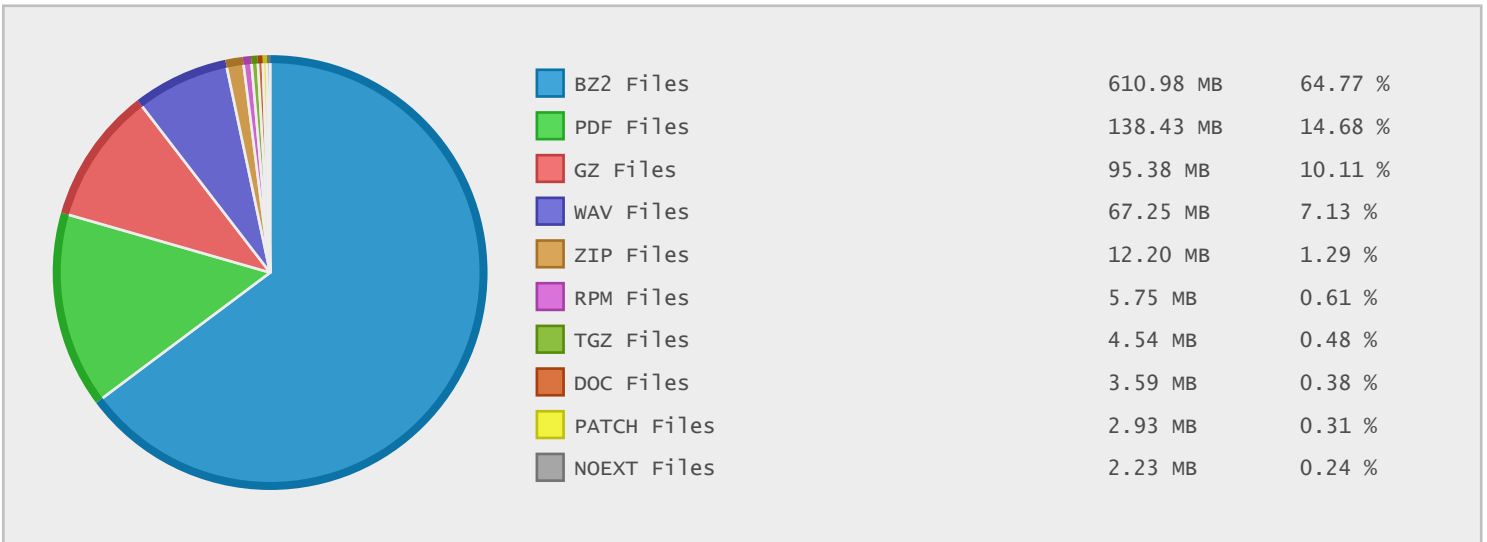 BZ2 Files 610.98 MB 64.77 %
PDF Files 138.43 MB 14.68 %
GZ Files 95.38 MB 10.11 %
WAV Files 67.25 MB 7.13 %
ZIP Files 12.20 MB 1.29 %
RPM Files 5.75 MB 0.61 %
TGZ Files 4.54 MB 0.48 %
DOC Files 3.59 MB 0.38 %
PATCH Files 2.93 MB 0.31 %
NOEXT Files 2.23 MB 0.24 %